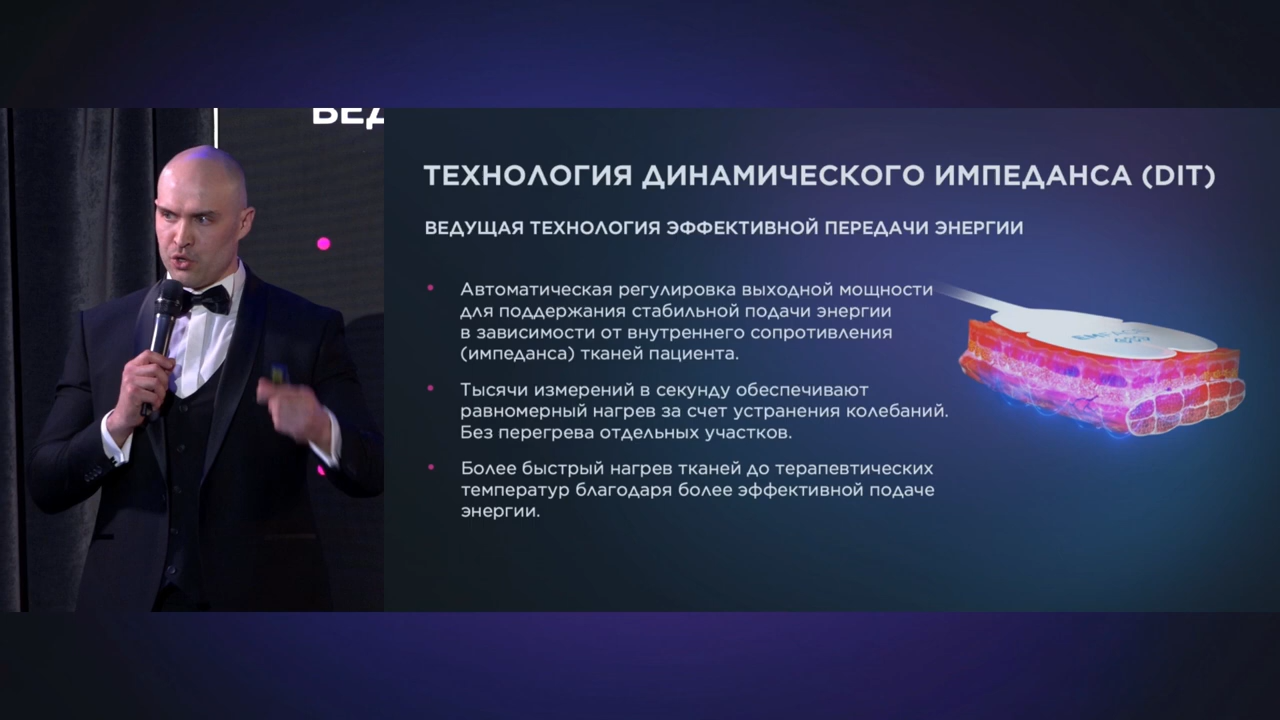 ВЕД
ТЕХНОЛОГИЯ ДИНАМИЧЕСКОГО ИМПЕДАНСА (DIT)
ВЕДУЩАЯ ТЕХНОЛОГИЯ ЭФФЕКТИВНОЙ ПЕРЕДАЧИ ЭНЕРГИИ
• Автоматическая регулировка выходной мощности
для поддержания стабильной подачи энергии
в зависимости от внутреннего сопротивления
(импеданса) тканей пациента.
• Тысячи измерений в секунду обеспечивают
равномерный нагрев за счет устранения колебаний.
Без перегрева отдельных участков.
• Более быстрый нагрев тканей до терапевтических
температур благодаря более эффективной подаче
энергии.